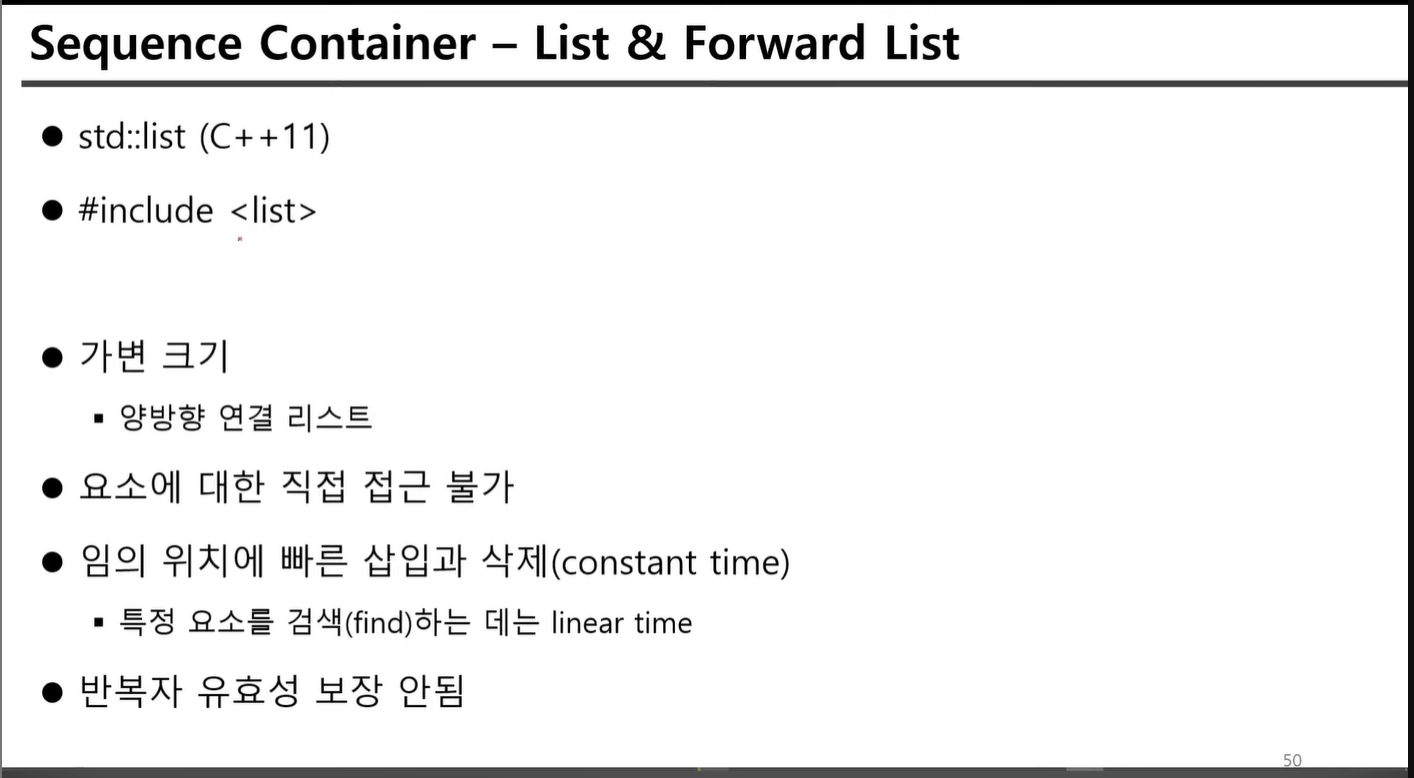 Sequence Container – List & Forward List
● std::list (C++11)
● #include <list>
● 가변 크기
▪ 양방향 연결 리스트
● 요소에 대한 직접 접근 불가
● 임의 위치에 빠른 삽입과 삭제(constant time)
▪ 특정 요소를 검색(find)하는 데는 linear time
● 반복자 유효성 보장 안됨
50